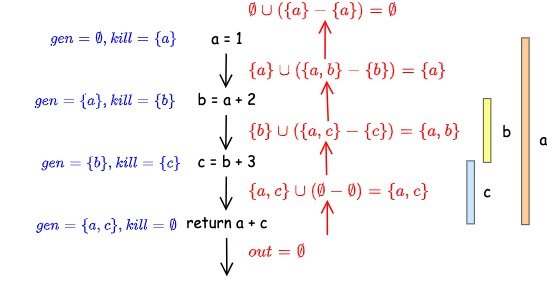 ∅ ∪ ({a} − {a}) = ∅
gen = ∅, kill = {a} a = 1
{a} ∪ ({a, b} − {b}) = {a}
gen = {a}, kill = {b} b = a + 2
{b} ∪ ({a, c} − {c}) = {a, b} b a
gen = {b}, kill = {c} c = b + 3
{a, c} ∪ (∅ − ∅) = {a, c} c
gen = {a, c}, kill = ∅ return a + c
out = ∅